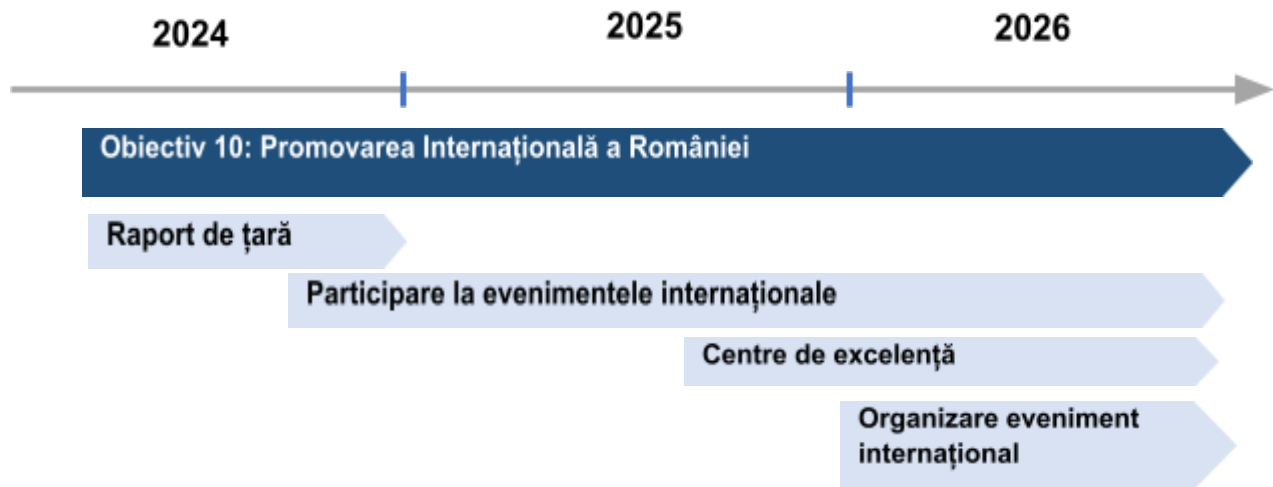 2024
2025
2026
Obiectiv 10: Promovarea Internațională a României
Raport de țară
Participare la evenimentele internaționale
Centre de excelență
Organizare eveniment
internațional